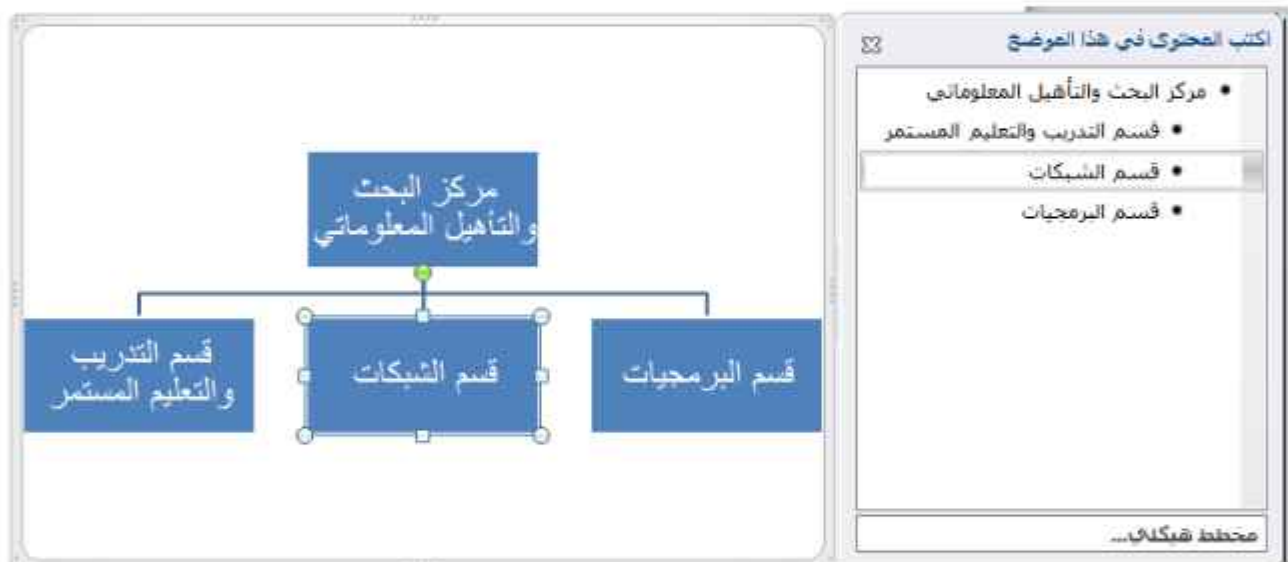 اكتب المحتوى في هذا الموضع
مركز البحث والتأهيل المعلوماتي
قسم التدريب والتعليم المستمر
قسم الشبكات
قسم البرمجيات
مخطط هيكلي...
مركز البحث
والتأهيل المعلوماتي
قسم البرمجيات
قسم الشبكات
قسم التدريب
والتعليم المستمر